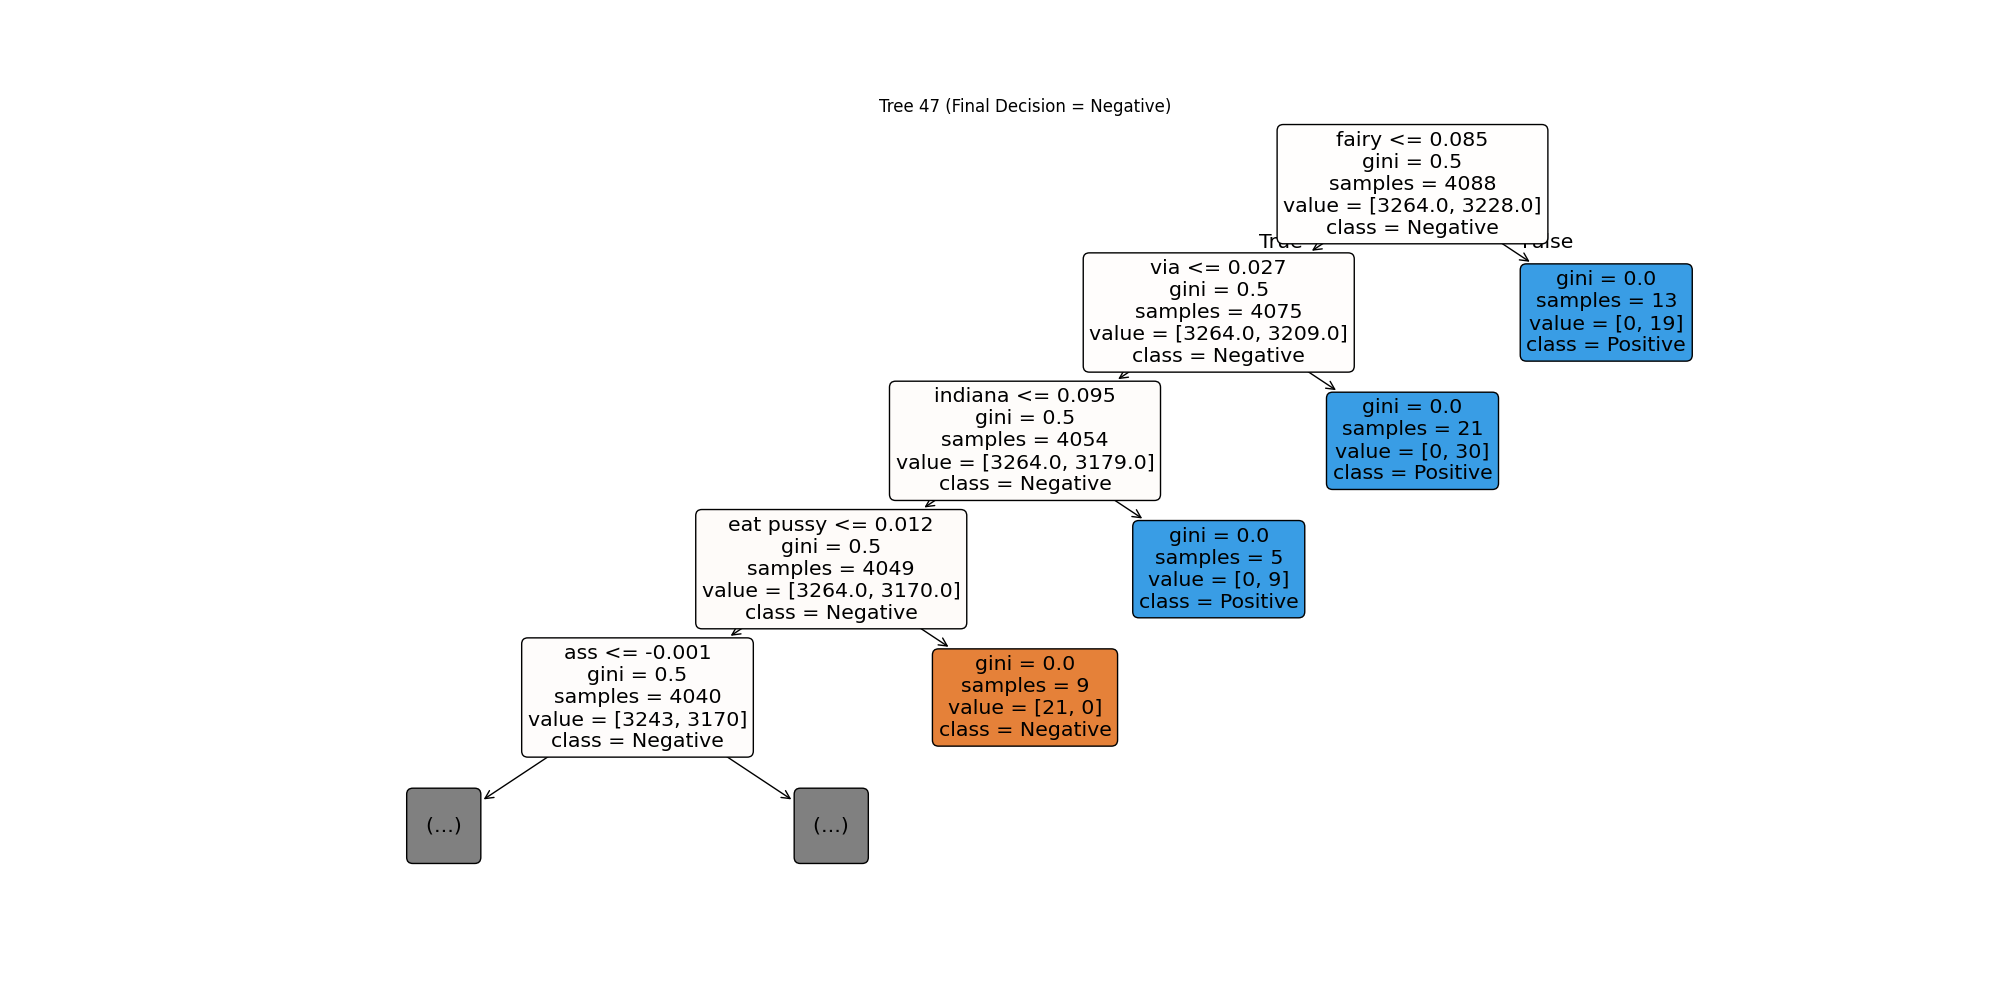 Tree 47 (Final Decision = Negative)
fairy <= 0.085
gini = 0.5
samples = 4088
value = [3264.0, 3228.0]
class = Negative
True
False
via <= 0.027
gini = 0.5
samples = 4075
value = [3264.0, 3209.0]
class = Negative
gini = 0.0
samples = 13
value = [0, 19]
class = Positive
indiana <= 0.095
gini = 0.5
samples = 4054
value = [3264.0, 3179.0]
class = Negative
gini = 0.0
samples = 21
value = [0, 30]
class = Positive
eat pussy <= 0.012
gini = 0.5
samples = 4049
value = [3264.0, 3170.0]
class = Negative
gini = 0.0
samples = 5
value = [0, 9]
class = Positive
ass <= -0.001
gini = 0.5
samples = 4040
value = [3243, 3170]
class = Negative
gini = 0.0
samples = 9
value = [21, 0]
class = Negative
(...)
(...)